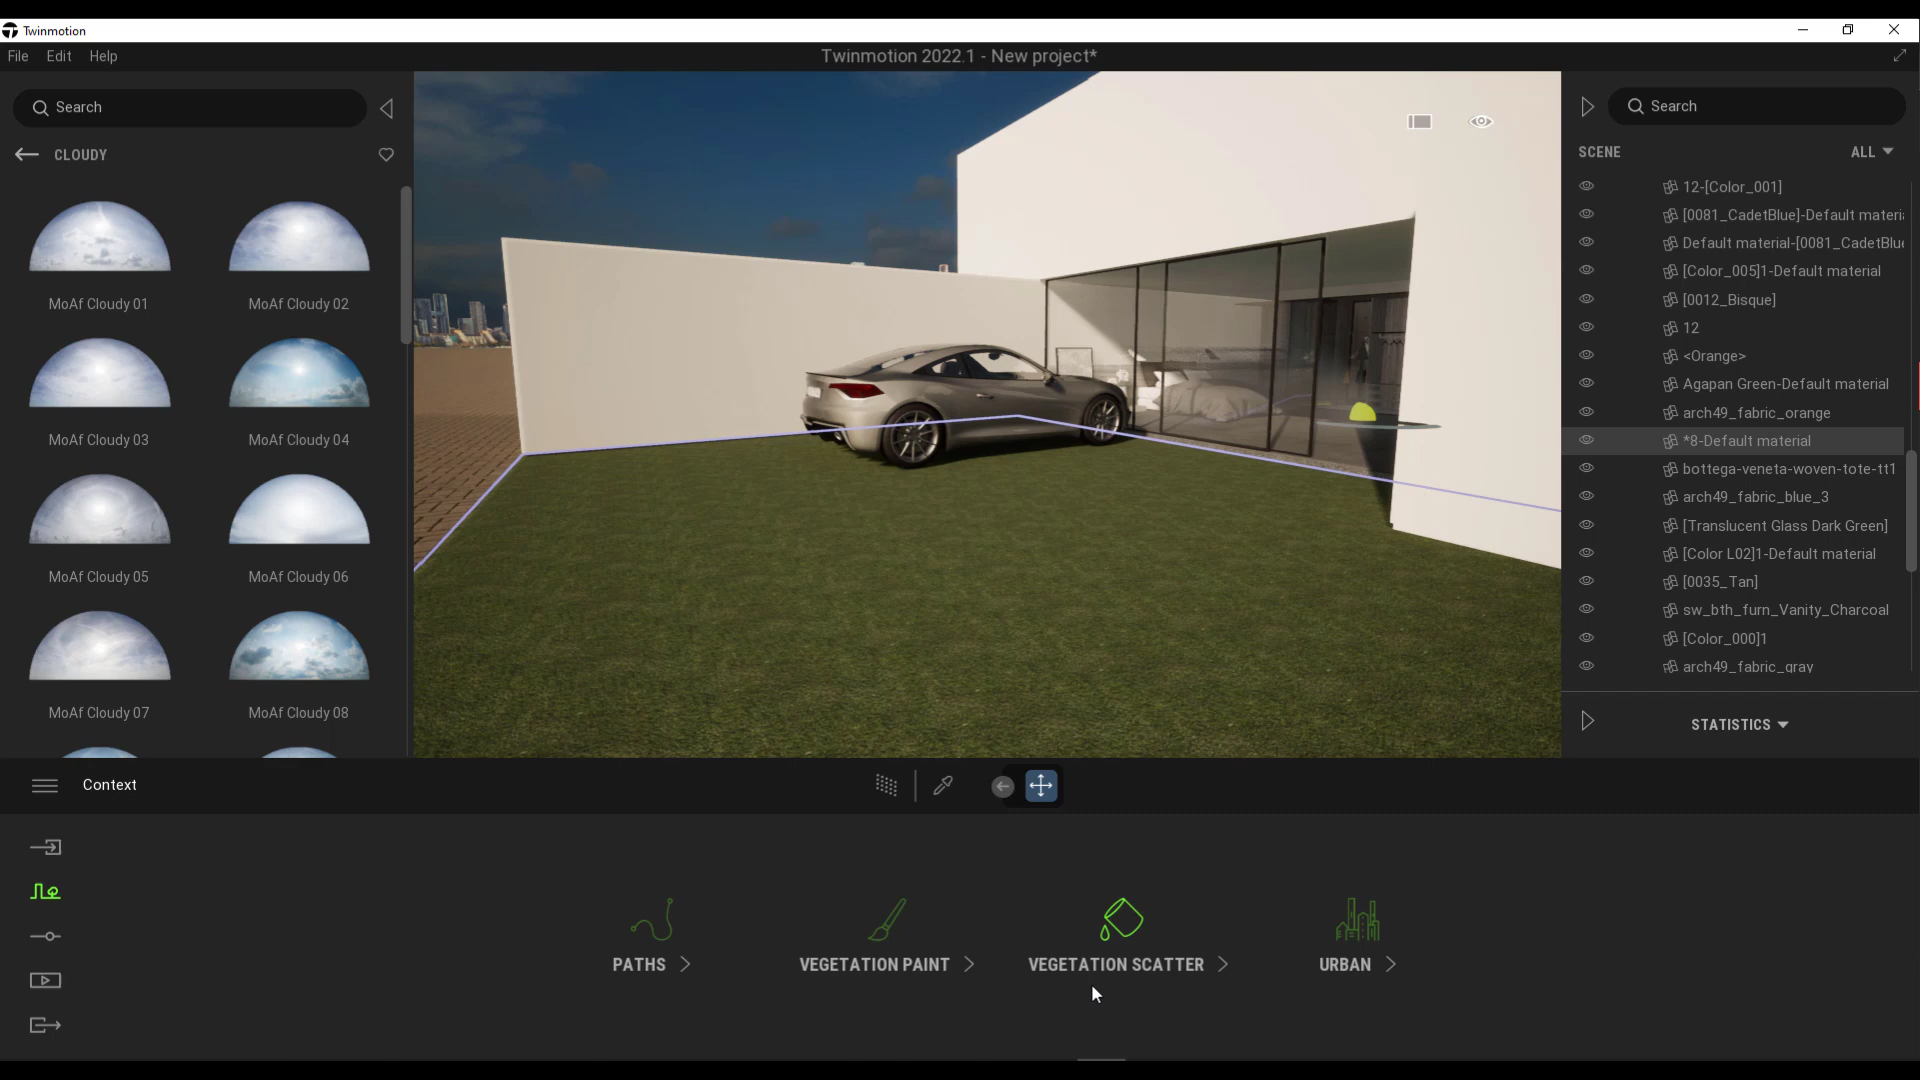 Twinmotion
File Edit Help
Twinmotion 2022.1 - New project*
Search
CLOUDY
MoAf Cloudy 01
MoAf Cloudy 02
MoAf Cloudy 03
MoAf Cloudy 04
MoAf Cloudy 05
MoAf Cloudy 06
MoAf Cloudy 07
MoAf Cloudy 08
Search
SCENE
ALL
12-[Color_001]
[0081_CadetBlue]-Default materi
Default material-[0081_CadetBlu
[Color_005]1-Default material
[0012_Bisque]
12
<Orange>
Agapan Green-Default material
arch49_fabric_orange
*8-Default material
bottega-veneta-woven-tote-tt1
arch49_fabric_blue_3
[Translucent Glass Dark Green]
[Color L02]1-Default material
[0035_Tan]
sw_bth_furn_Vanity_Charcoal
[Color_000]1
arch49_fabric_gray
STATISTICS
Context
PATHS
VEGETATION PAINT
VEGETATION SCATTER
URBAN